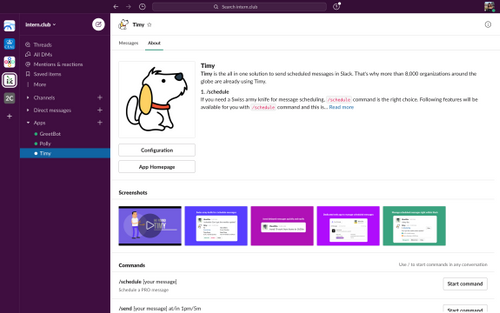 Search intern.club
intern.club
Timy
Messages
About
Threads
All DMs
Mentions & reactions
Saved items
More
Channels
Direct messages
Apps
GreetBot
Polly
Timy
Timy
Timy is the all in one solution to send scheduled messages in Slack. That's why more than 8,000 organizations around the
globe are already using Timy.
1. /schedule
If you need a Swiss army knife for message scheduling, /schedule command is the right choice. Following features will be
available for you with /schedule command and this is... Read more
Configuration
App Homepage
Screenshots
TIMY
Commands
Use / to start commands in any conversation
/schedule [your message]
Schedule a PRO message
Start command
/send [your message] at/in 1pm/5m
Start command